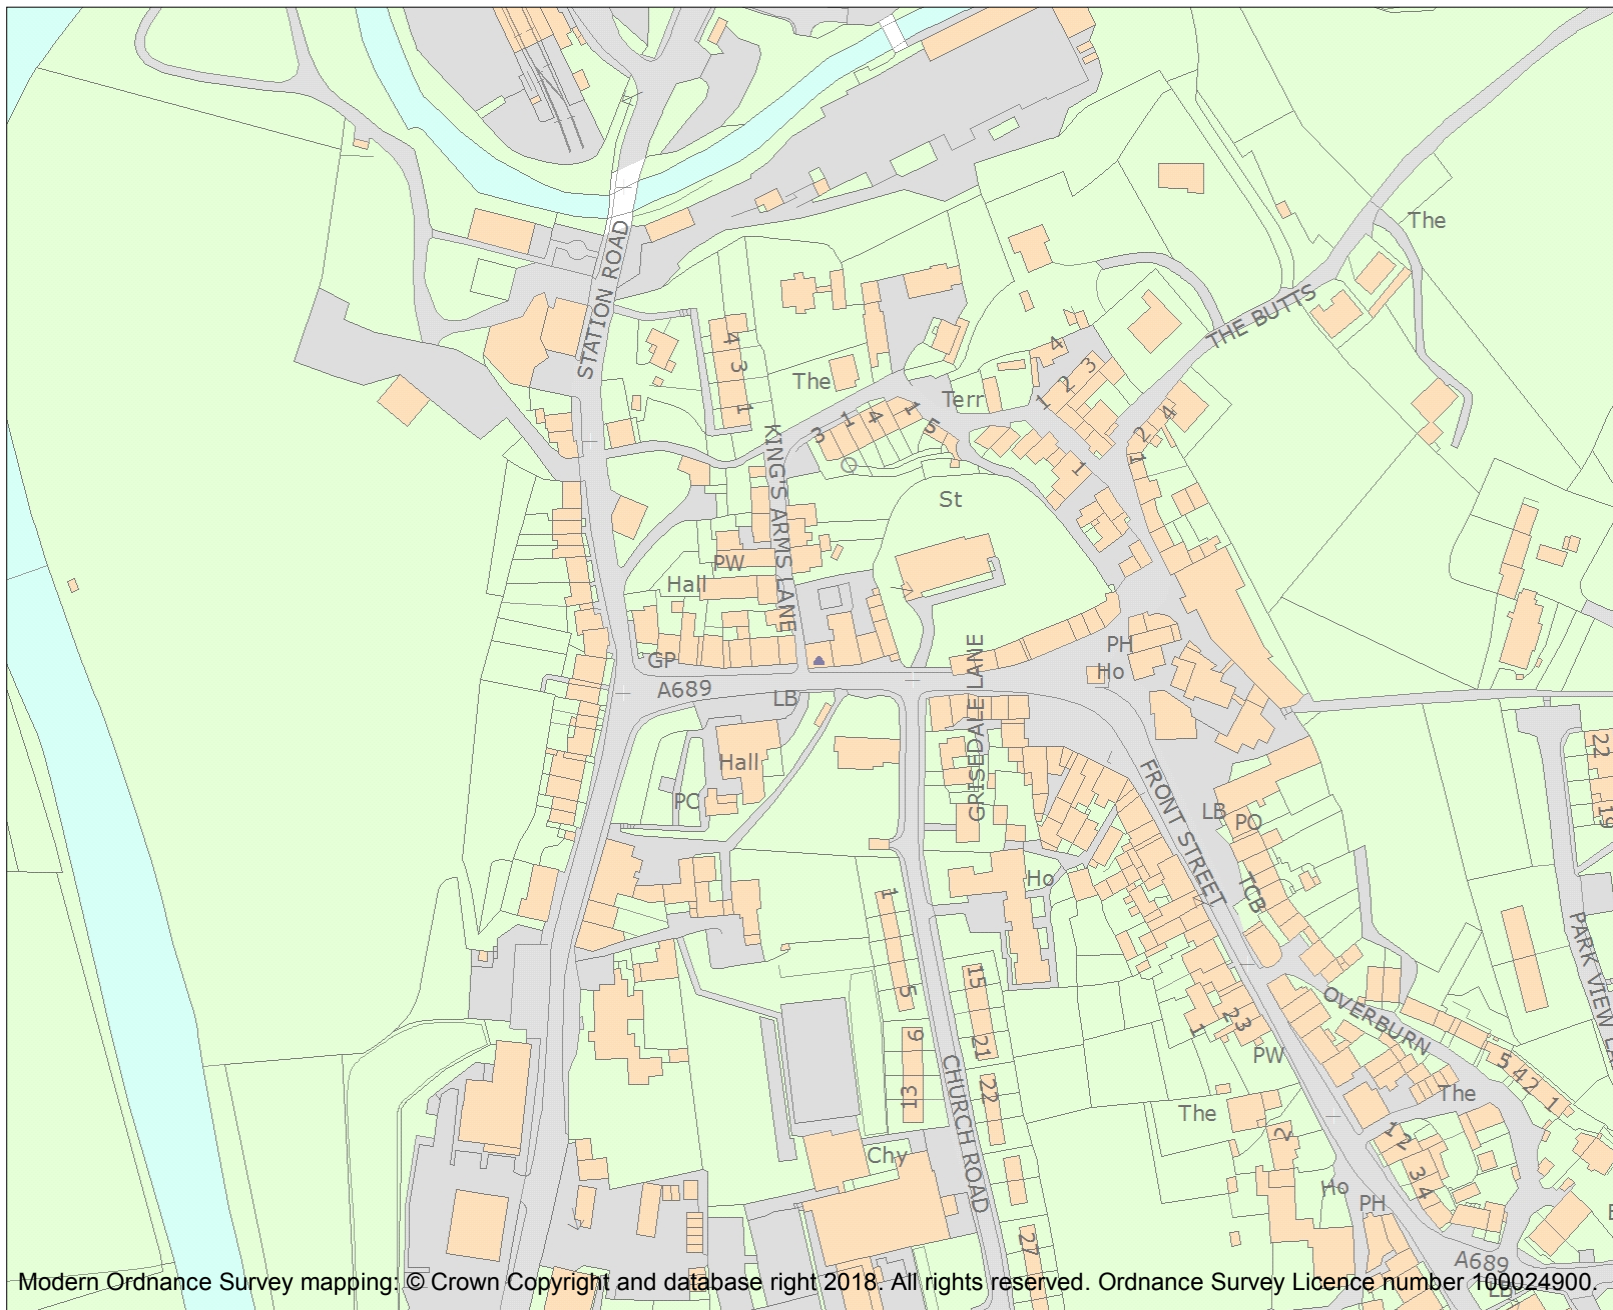 The
STATION ROAD
THE BUTTS
4
3
1
The
4
3
2
1
Terr
3
1
4
1
5
4
2
1
1
KING'S ARMS LANE
St
PW
Hall
GP
A689
LB
GRISEDALE LANE
PH
Ho
Hall
PC
FRONT STREET
LB
PO
TCB
22
19
Ho
1
5
15
21
6
13
22
CHURCH ROAD
PARK VIEW LA
OVERBURN
23
1
PW
5
4
2
1
The
The
2
1 2
3
4
Chy
Ho
PH
27
A689
LB
Modern Ordnance Survey mapping: © Crown Copyright and database right 2018. All rights reserved. Ordnance Survey Licence number 100024900.